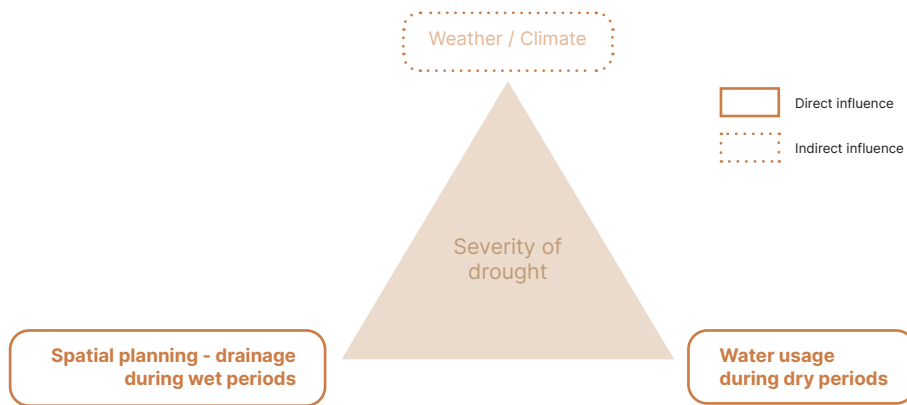 Weather / Climate
Direct influence
Indirect influence
Severity of
drought
Spatial planning - drainage
during wet periods
Water usage
during dry periods